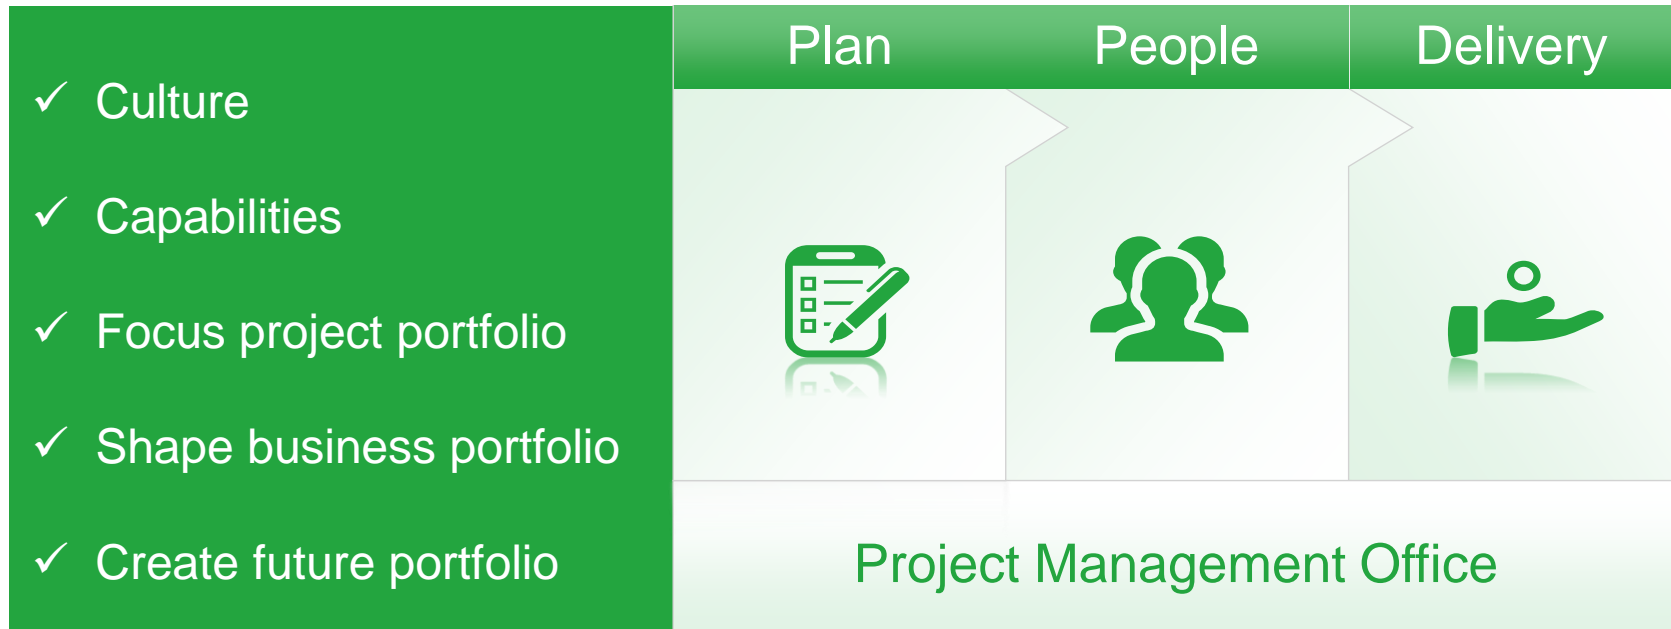 Culture
Capabilities
Focus project portfolio
Shape business portfolio
Create future portfolio
Plan
People
Delivery
Project Management Office